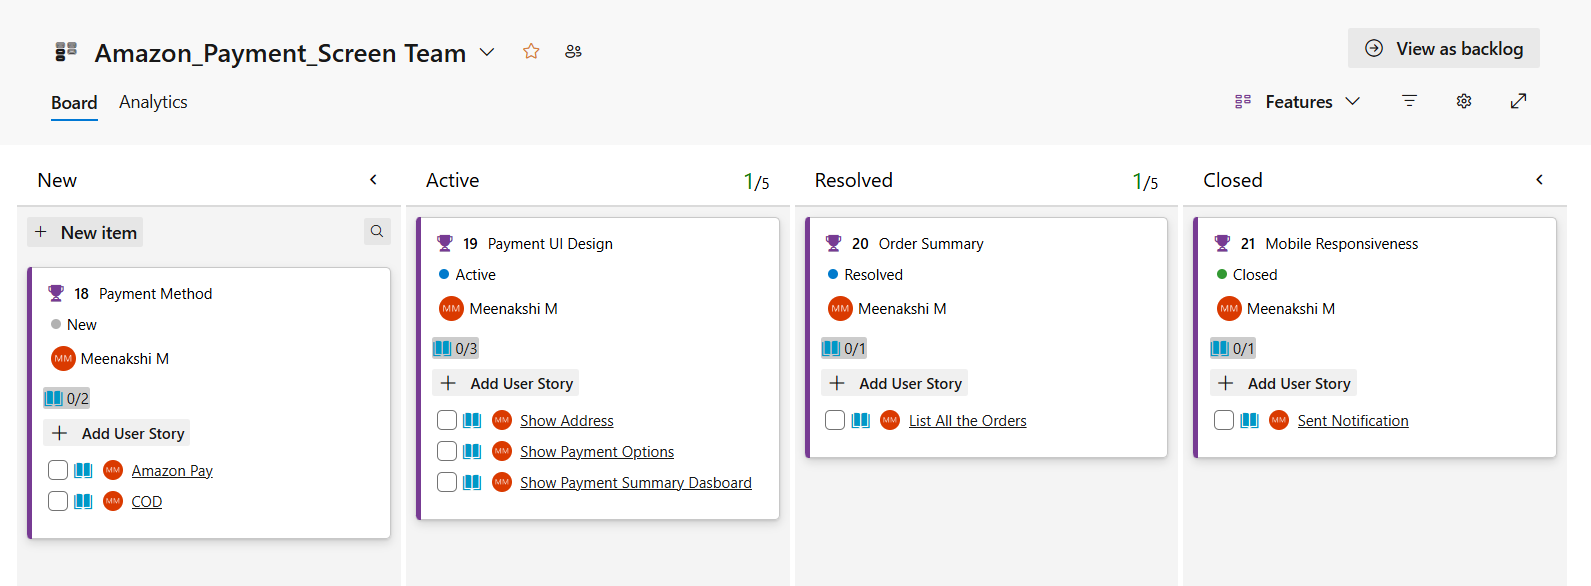 Amazon_Payment_Screen Team
View as backlog
Board Analytics
Features
New
New item
18 Payment Method
New
MM Meenakshi M
0/2
Add User Story
MM Amazon Pay
MM COD
Active 1/5
19 Payment UI Design
Active
MM Meenakshi M
0/3
Add User Story
MM Show Address
MM Show Payment Options
MM Show Payment Summary Dasboard
Resolved 1/5
20 Order Summary
Resolved
MM Meenakshi M
0/1
Add User Story
MM List All the Orders
Closed
21 Mobile Responsiveness
Closed
MM Meenakshi M
0/1
Add User Story
MM Sent Notification